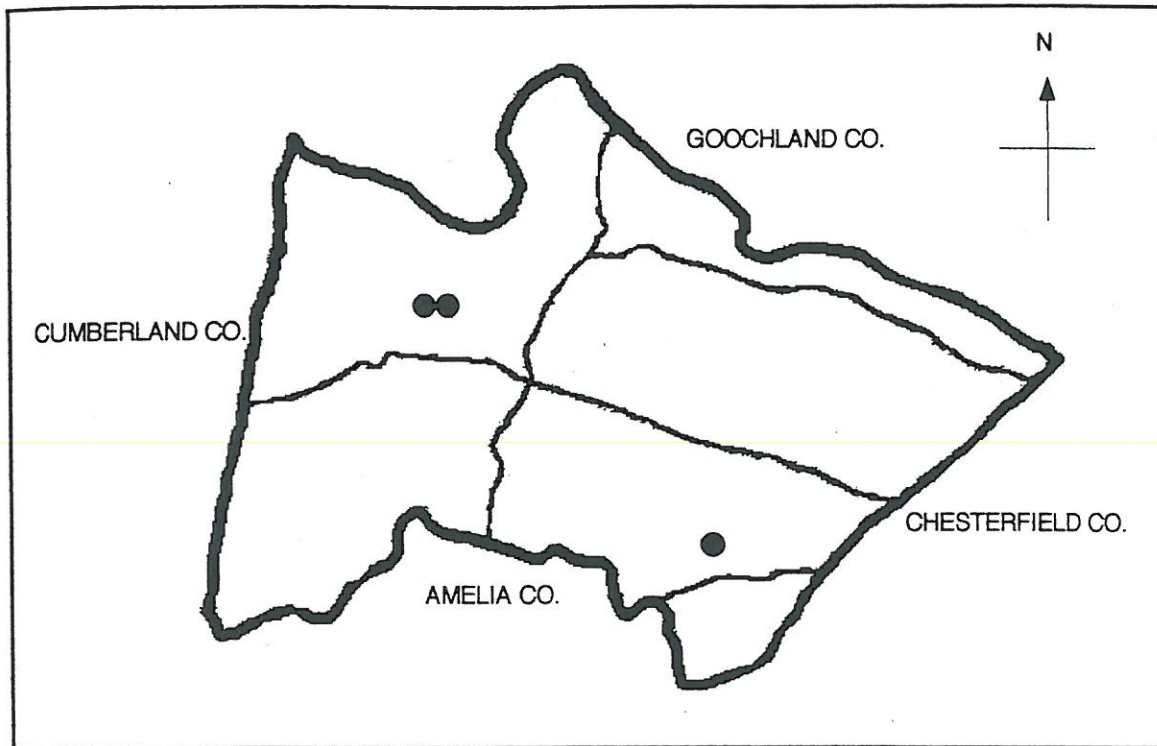 N
GOOCHLAND CO.
CUMBERLAND CO.
CHESTERFIELD CO.
AMELIA CO.